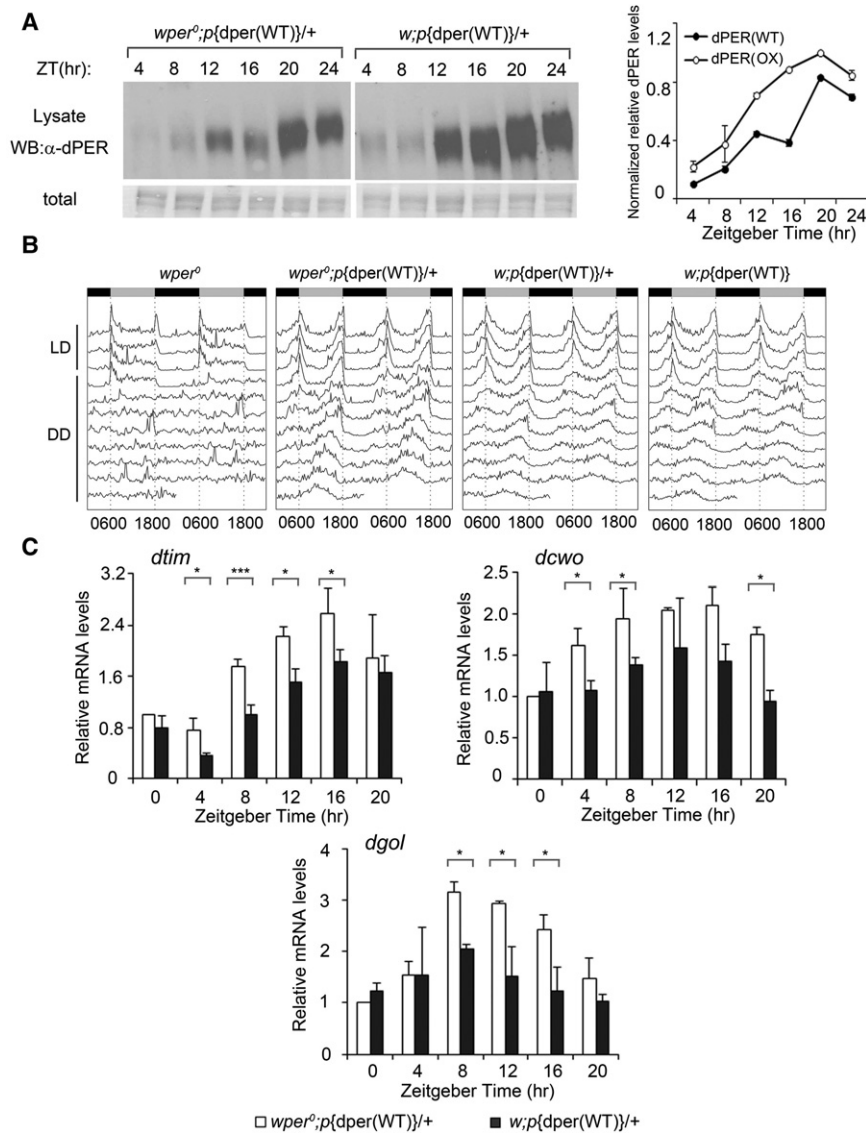 A
wper⁰;p{dper(WT)}/+
w;p{dper(WT)}/+
ZT(hr): 4 8 12 16 20 24 4 8 12 16 20 24
Lysate
WB:α-dPER
total
Normalized relative dPER levels
1.2
0.8
0.4
0
dPER(WT)
dPER(OX)
4 8 12 16 20 24
Zeitgeber Time (hr)
B
wper⁰
wper⁰;p{dper(WT)}/+
w;p{dper(WT)}/+
w;p{dper(WT)}
LD
DD
0600 1800 0600 1800 0600 1800 0600 1800 0600 1800 0600 1800 0600 1800 0600 1800
C
dtim
Relative mRNA levels
3.2
2.4
1.6
0.8
0
* *** * *
0 4 8 12 16 20
Zeitgeber Time (hr)
dcwo
Relative mRNA levels
2.5
2.0
1.5
1.0
0.5
0
* * *
0 4 8 12 16 20
Zeitgeber Time (hr)
dgol
Relative mRNA levels
4
3
2
1
0
* * *
0 4 8 12 16 20
Zeitgeber Time (hr)
wper⁰;p{dper(WT)}/+ w;p{dper(WT)}/+